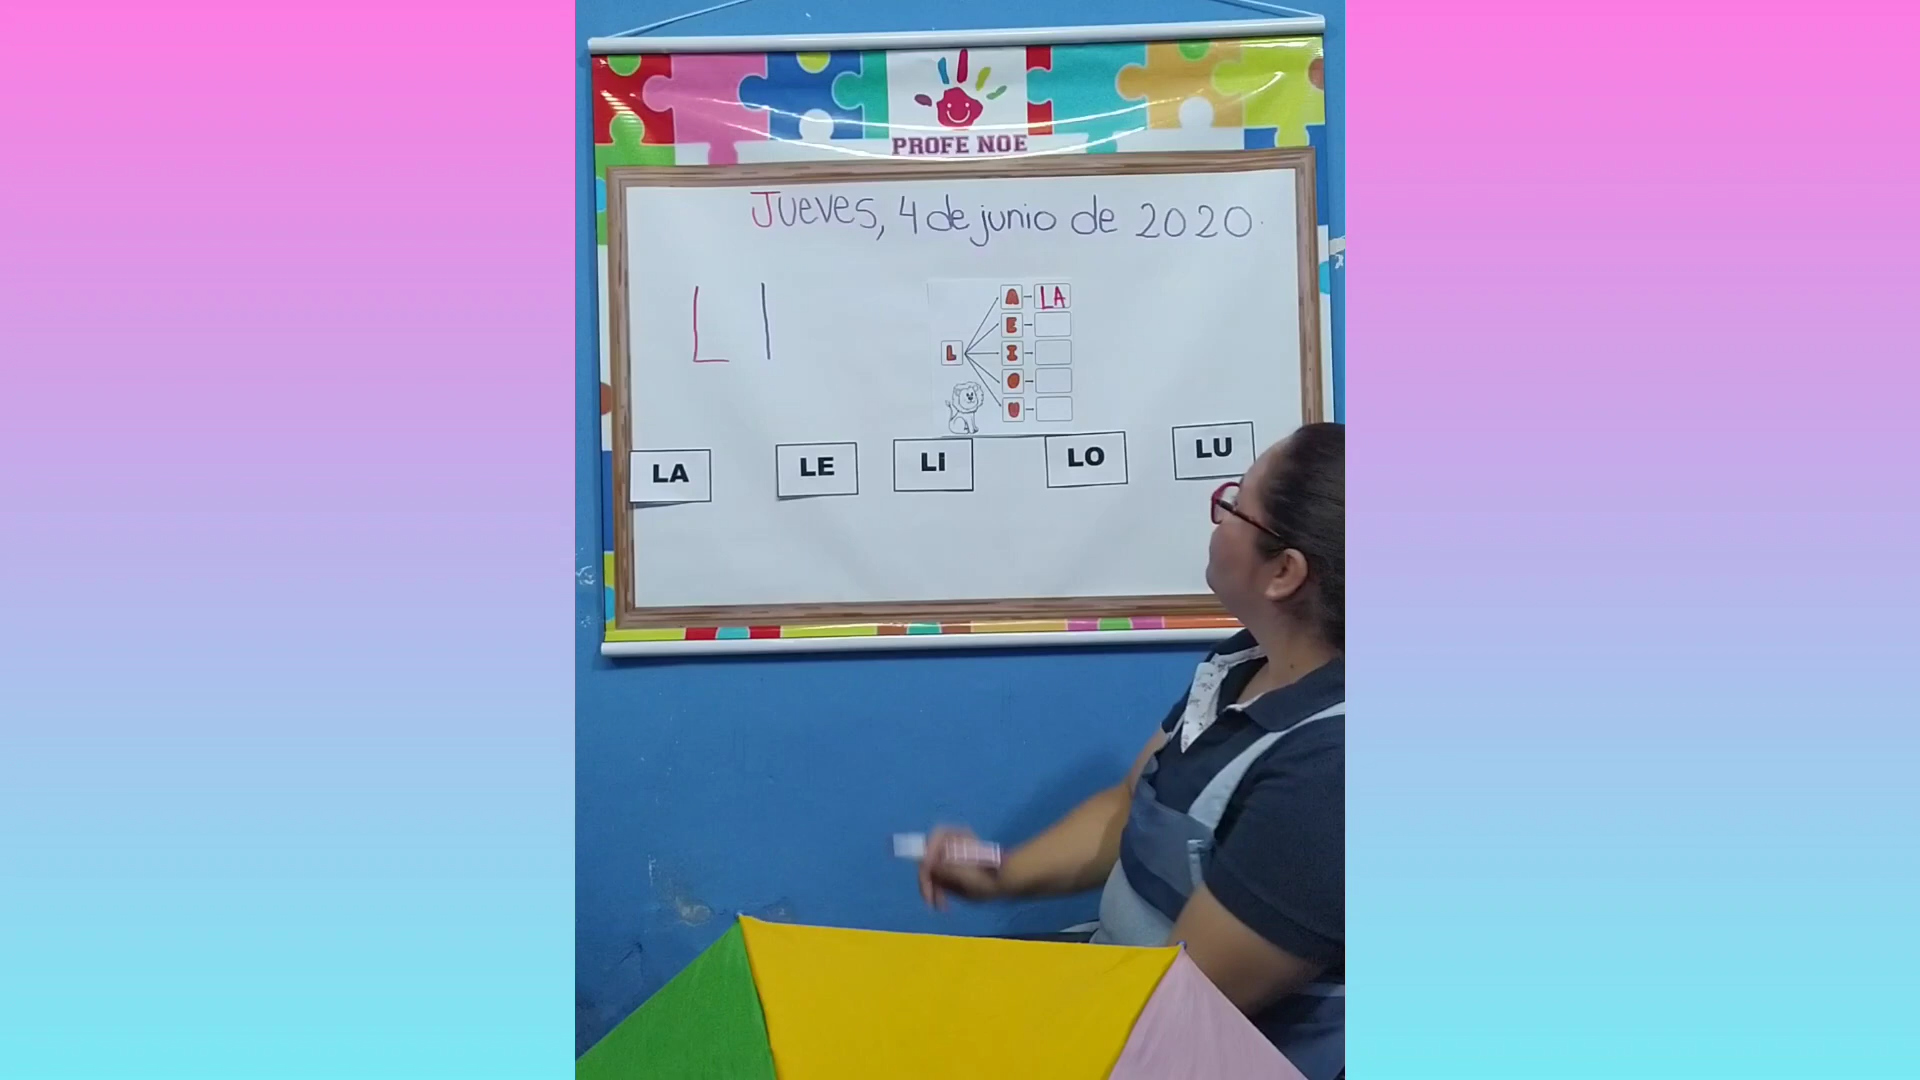 PROFE NOE
Jueves, 4 de junio de 2020.
L l
A LA
E
L I
O
U
LA LE Li LO LU